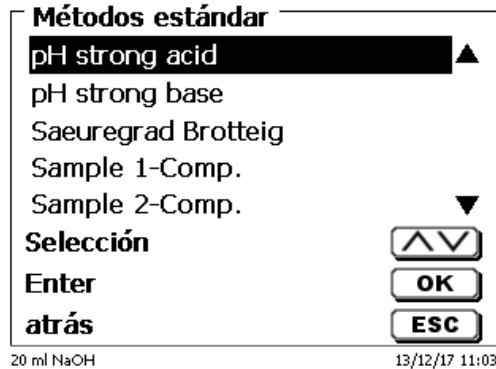 Métodos estándar
pH strong acid
pH strong base
Saeuregrad Brotteig
Sample 1-Comp.
Sample 2-Comp.
Selección
Enter OK
atrás ESC
20 ml NaOH 13/12/17 11:03